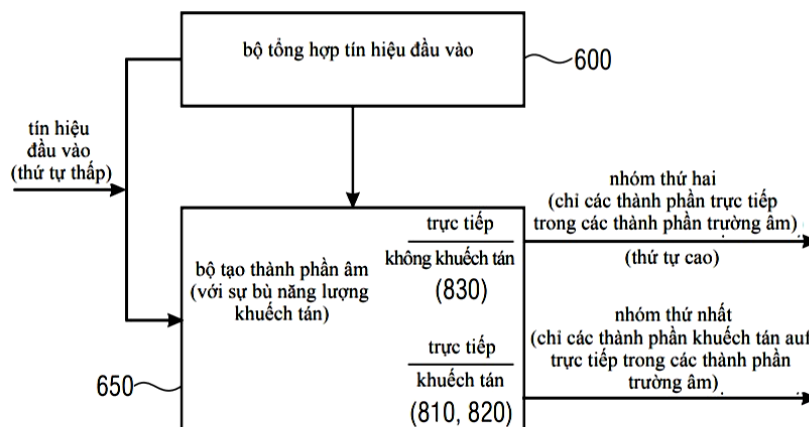 bộ tổng hợp tín hiệu đầu vào
600
tín hiệu
đầu vào
(thứ tự thấp)
nhóm thứ hai
(chỉ các thành phần trực tiếp
trong các thành phần trường âm)
(thứ tự cao)
trực tiếp
không khuếch tán
(830)
bộ tạo thành phần âm
(với sự bù năng lượng
khuếch tán)
nhóm thứ nhất
(chỉ các thành phần khuếch tán auf
trực tiếp trong các thành phần
trường âm)
trực tiếp
khuếch tán
(810, 820)
650